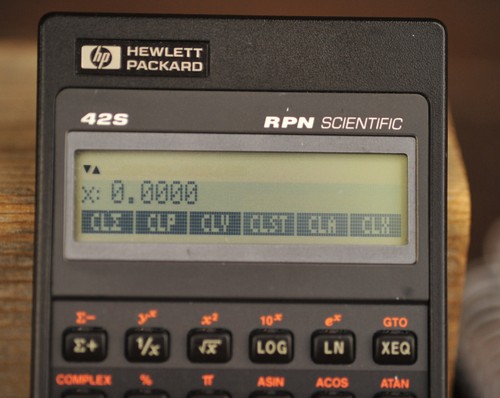 hp HEWLETT
PACKARD
42S RPN SCIENTIFIC
▼▲
x: 0.0000
CLΣ CLP CLV CLST CLA CLX
Σ− yˣ x² 10ˣ eˣ GTO
Σ+ 1/x √x LOG LN XEQ
COMPLEX % π ASIN ACOS ATAN